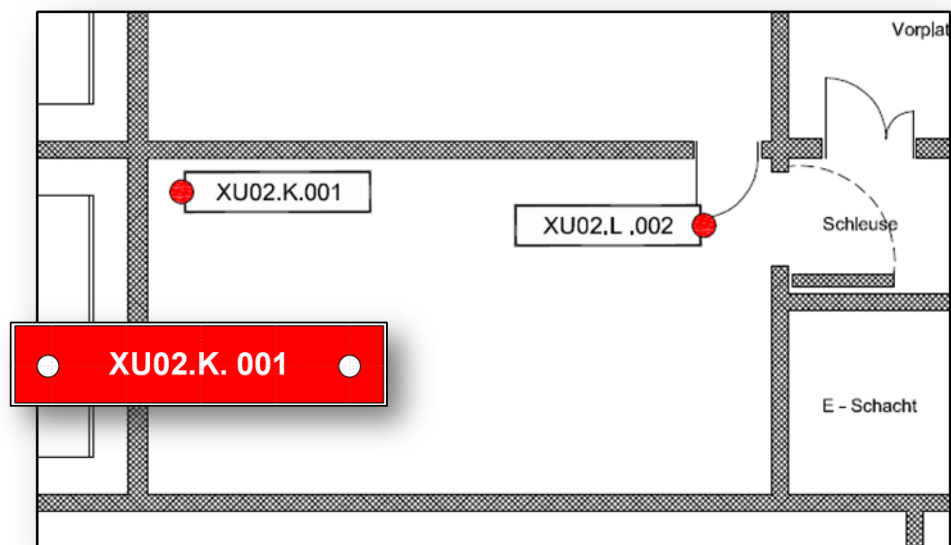 Vorplat
XU02.K.001
XU02.L .002
Schleuse
XU02.K. 001
E - Schacht